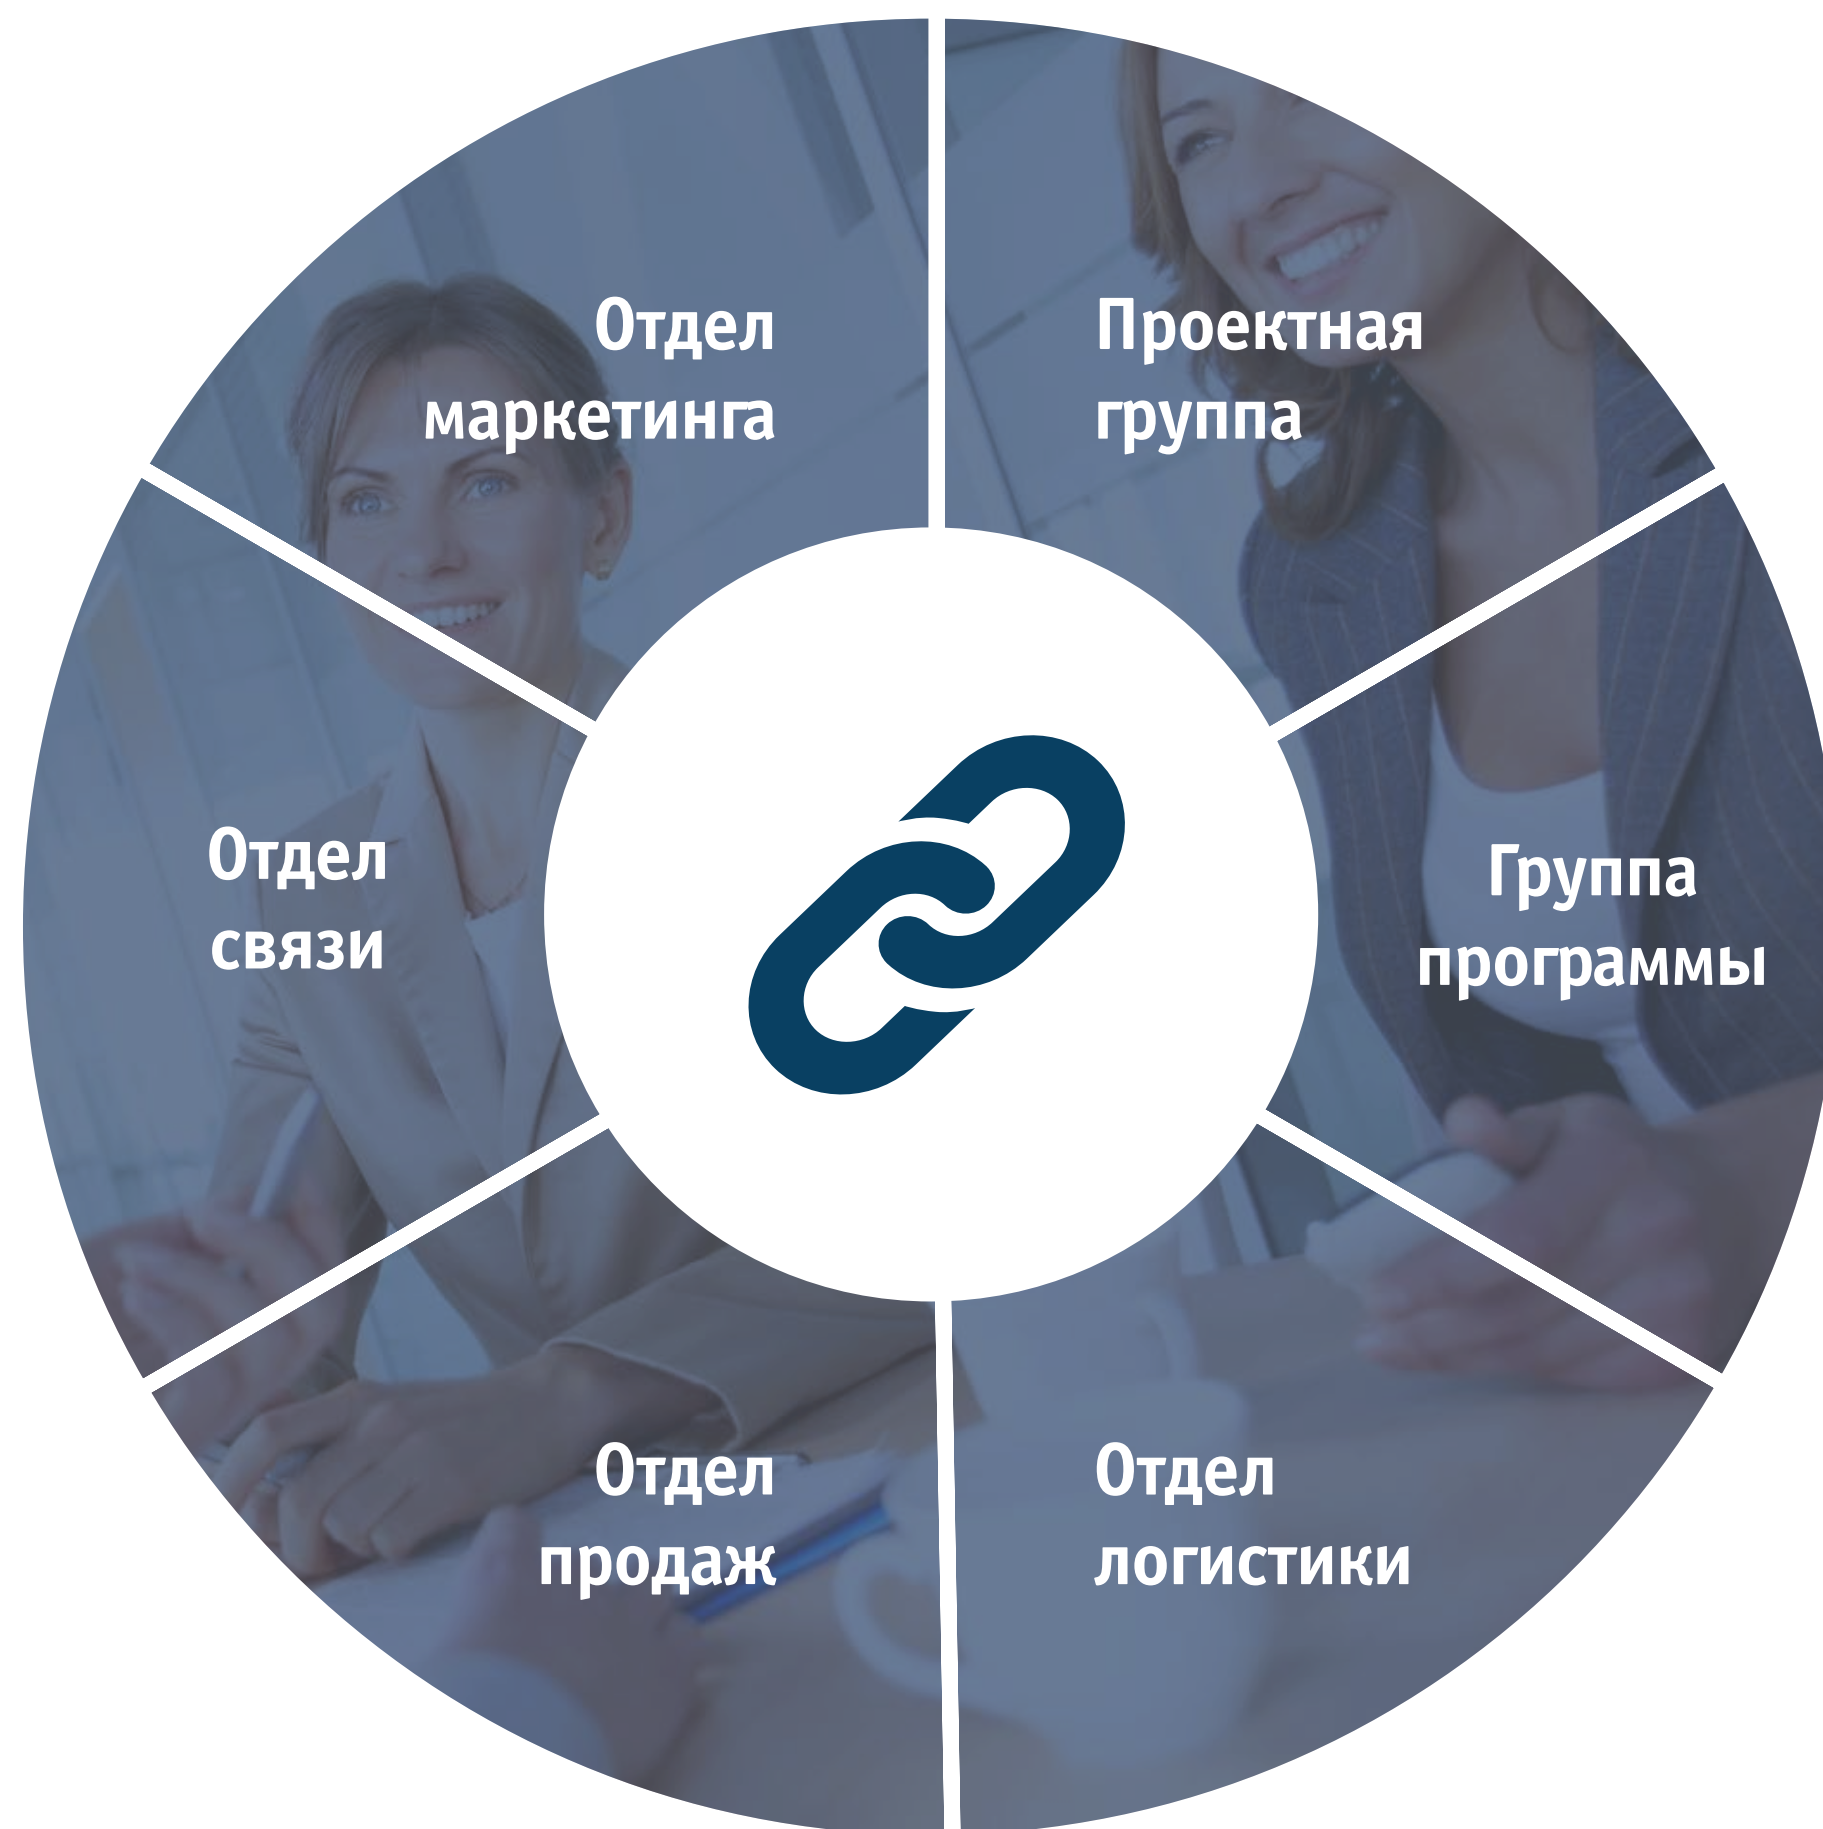 Отдел
маркетинга
Проектная
группа
Отдел
связи
Группа
программы
Отдел
продаж
Отдел
логистики